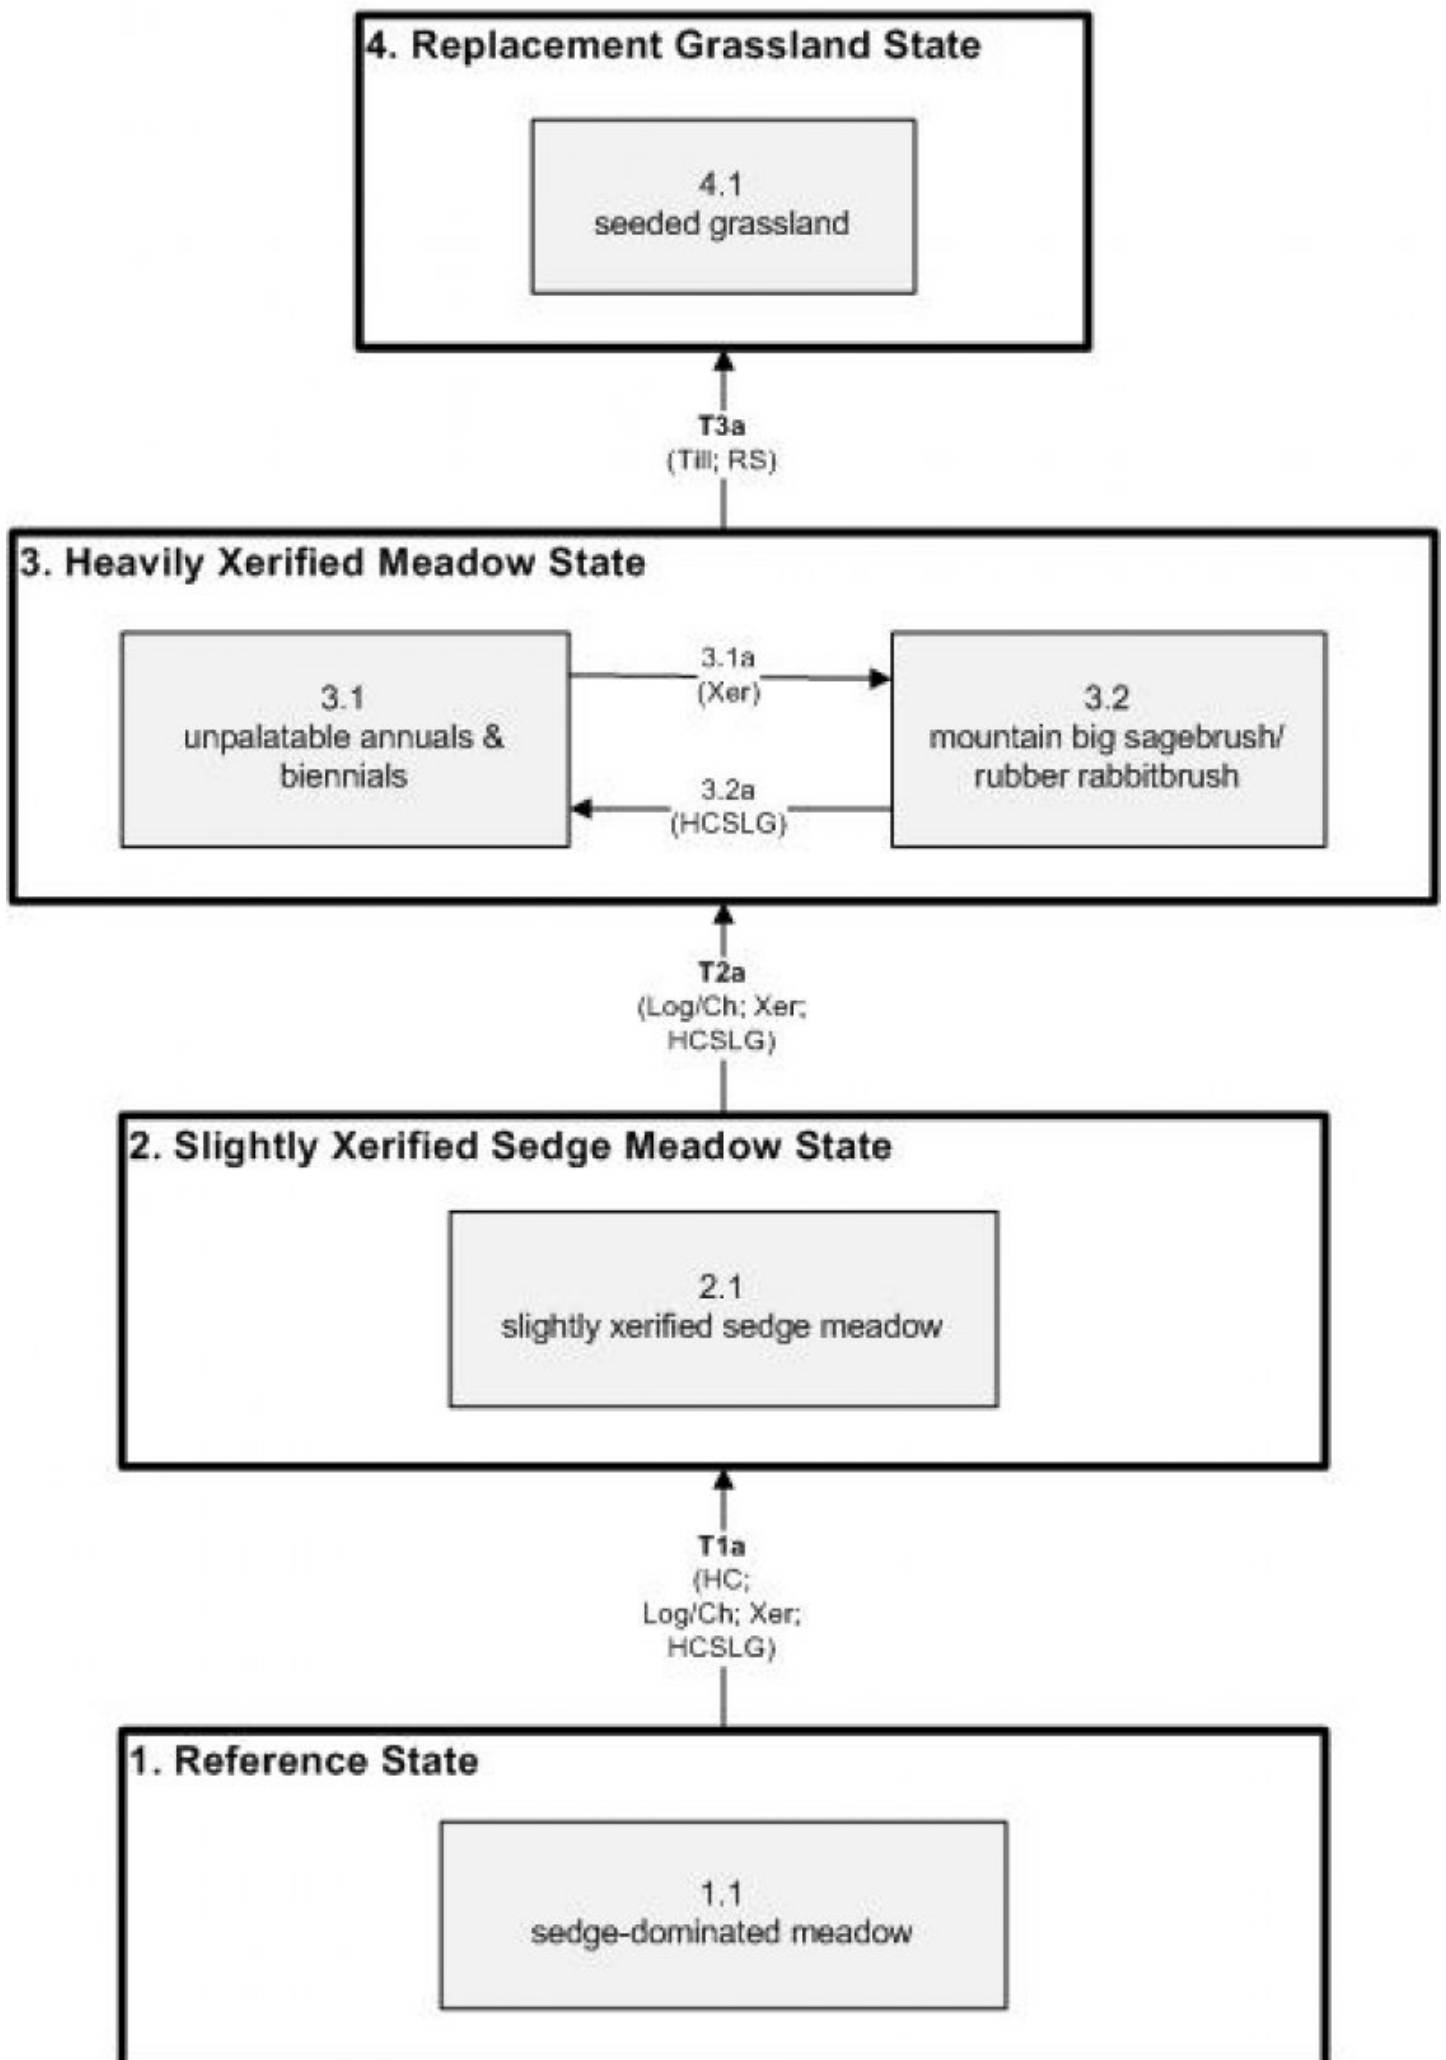 4. Replacement Grassland State
4.1
seeded grassland
T3a
(Till; RS)
3. Heavily Xerified Meadow State
3.1
unpalatable annuals &
biennials
3.1a
(Xer)
3.2a
(HCSLG)
3.2
mountain big sagebrush/
rubber rabbitbrush
T2a
(Log/Ch; Xer;
HCSLG)
2. Slightly Xerified Sedge Meadow State
2.1
slightly xerified sedge meadow
T1a
(HC;
Log/Ch; Xer;
HCSLG)
1. Reference State
1.1
sedge-dominated meadow